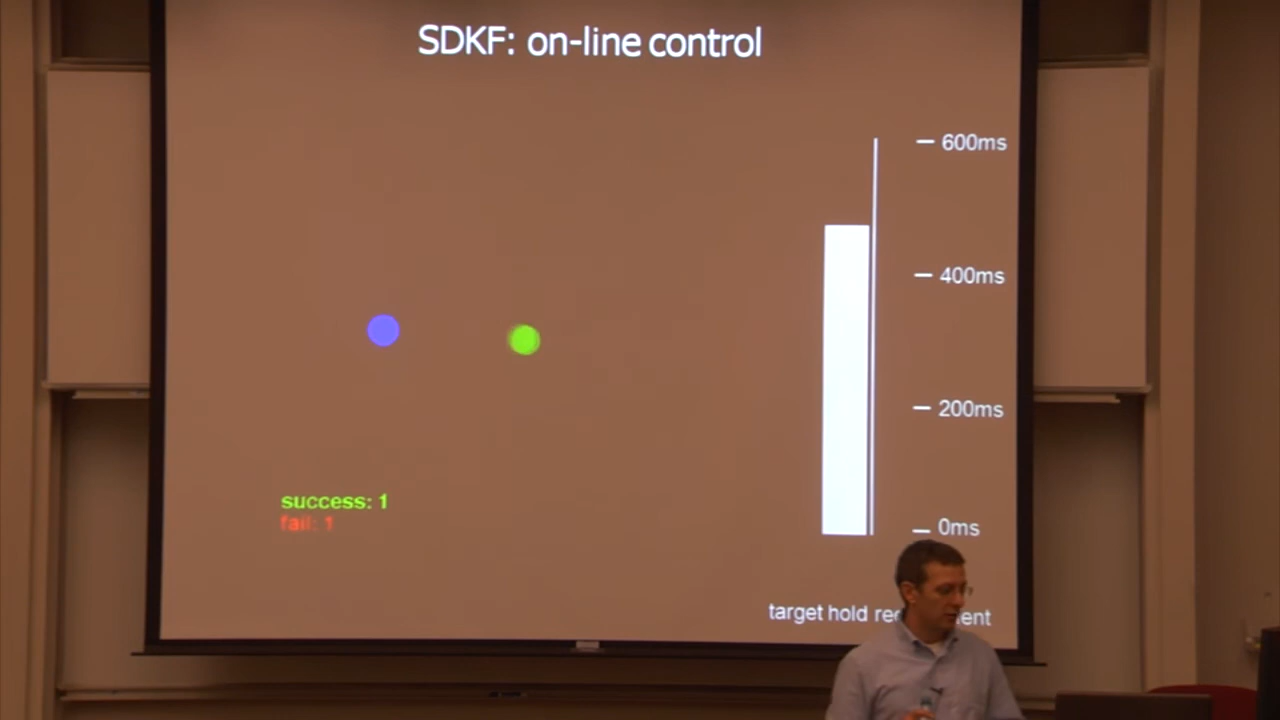 SDKF: on-line control
600ms
400ms
200ms
0ms
success: 1
fail: 1
target hold